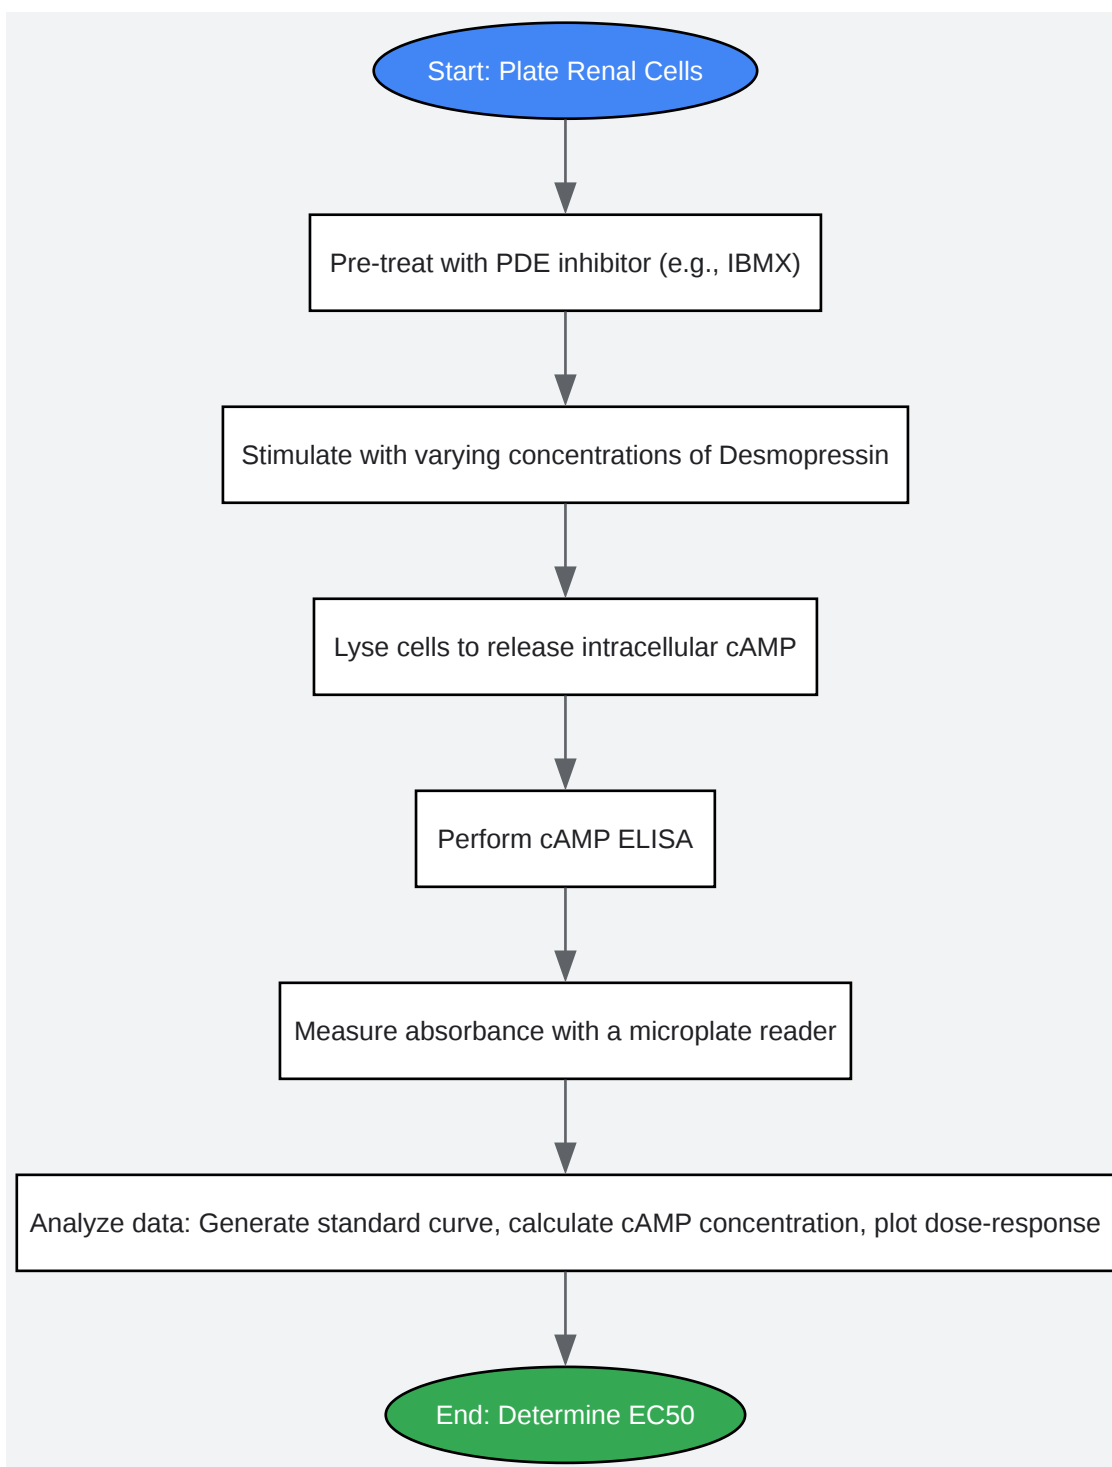 Start: Plate Renal Cells
Pre-treat with PDE inhibitor (e.g., IBMX)
Stimulate with varying concentrations of Desmopressin
Lyse cells to release intracellular cAMP
Perform cAMP ELISA
Measure absorbance with a microplate reader
Analyze data: Generate standard curve, calculate cAMP concentration, plot dose-response
End: Determine EC50